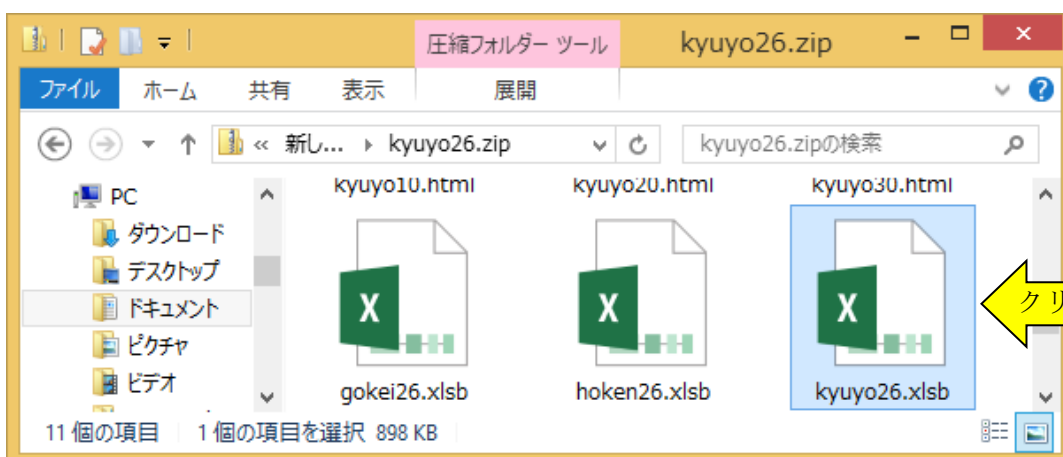 圧縮フォルダー ツール kyuyo26.zip
ファイル ホーム 共有 表示 展開
« 新し... kyuyo26.zip kyuyo26.zipの検索
kyuyo10.html kyuyo20.html kyuyo30.html
PC
ダウンロード
デスクトップ
ドキュメント
ピクチャ
ビデオ
クリ
gokei26.xlsb hoken26.xlsb kyuyo26.xlsb
11 個の項目 1 個の項目を選択 898 KB